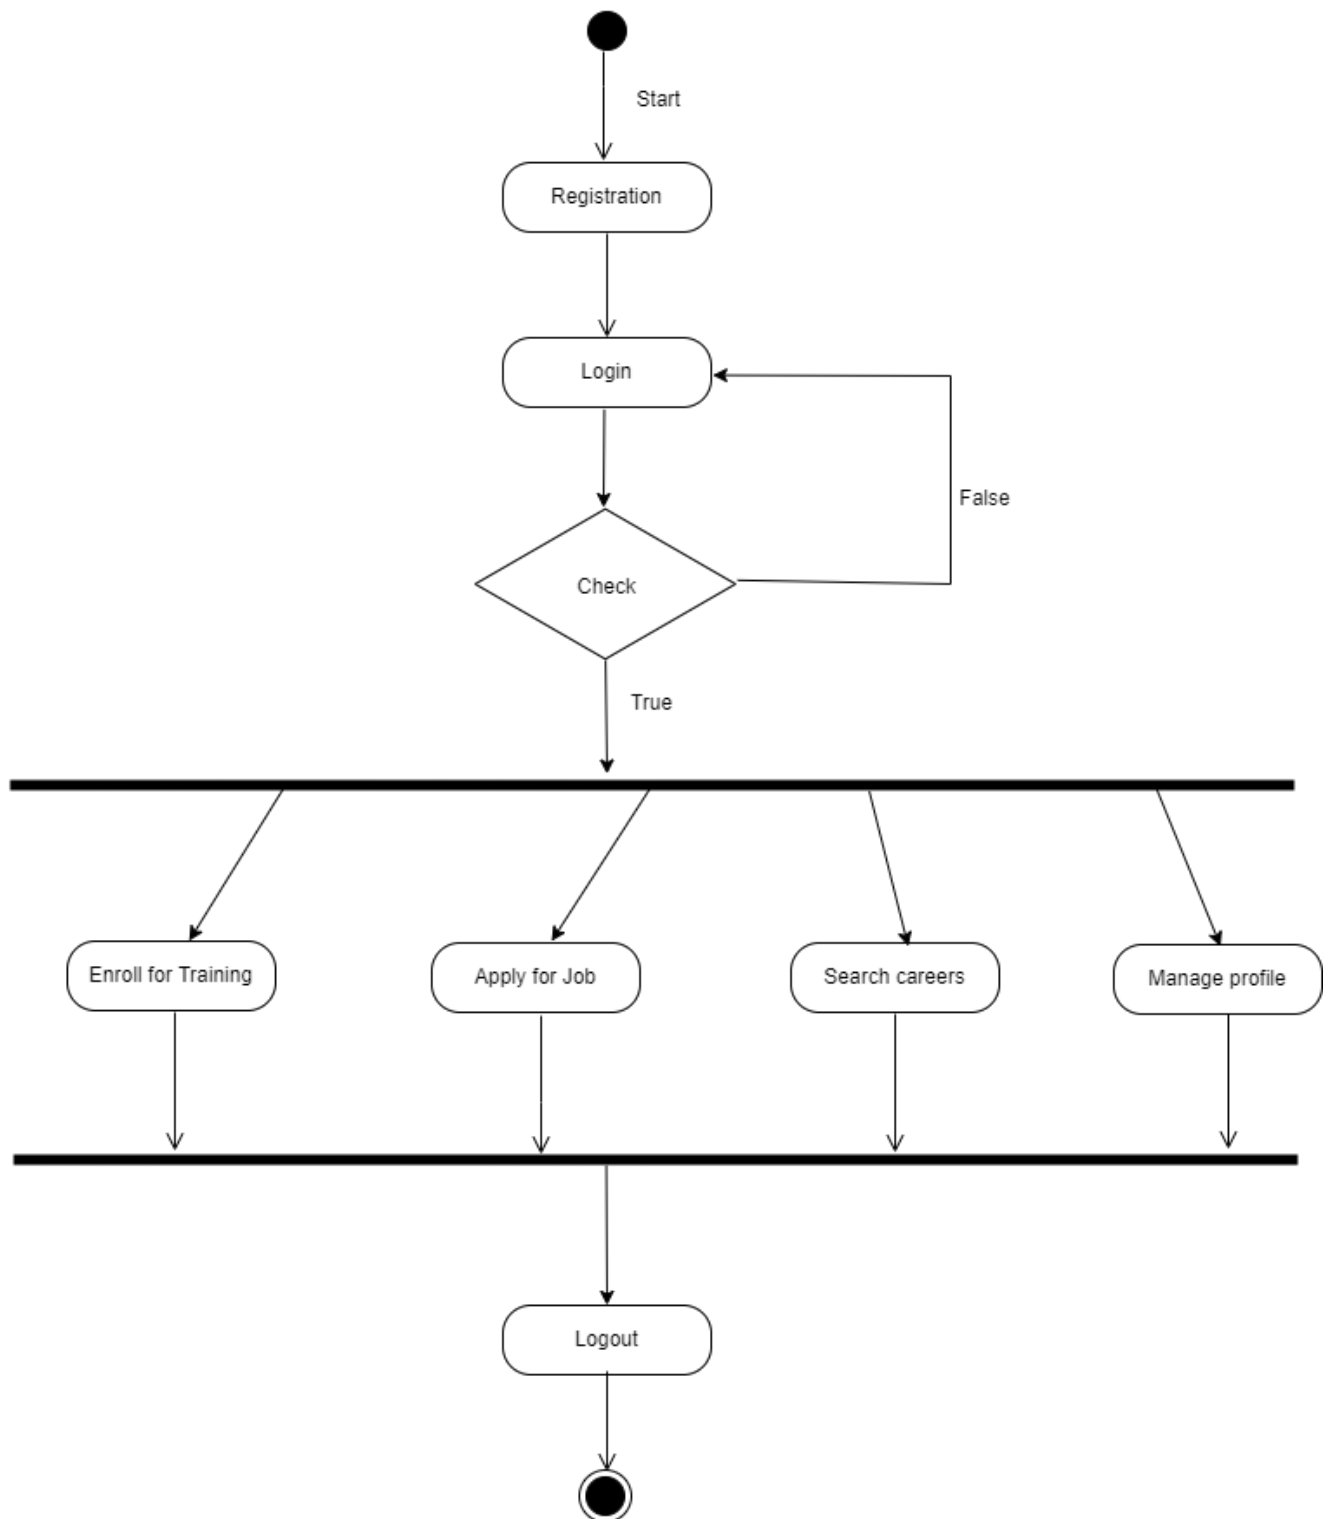 Start
Registration
Login
False
Check
True
Enroll for Training
Apply for Job
Search careers
Manage profile
Logout